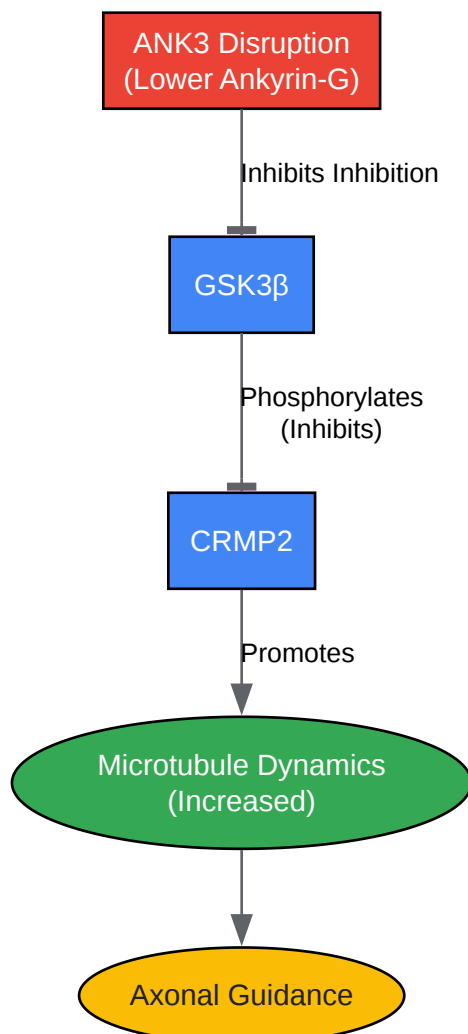 ANK3 Disruption
(Lower Ankyrin-G)
Inhibits Inhibition
GSK3β
Phosphorylates
(Inhibits)
CRMP2
Promotes
Microtubule Dynamics
(Increased)
Axonal Guidance